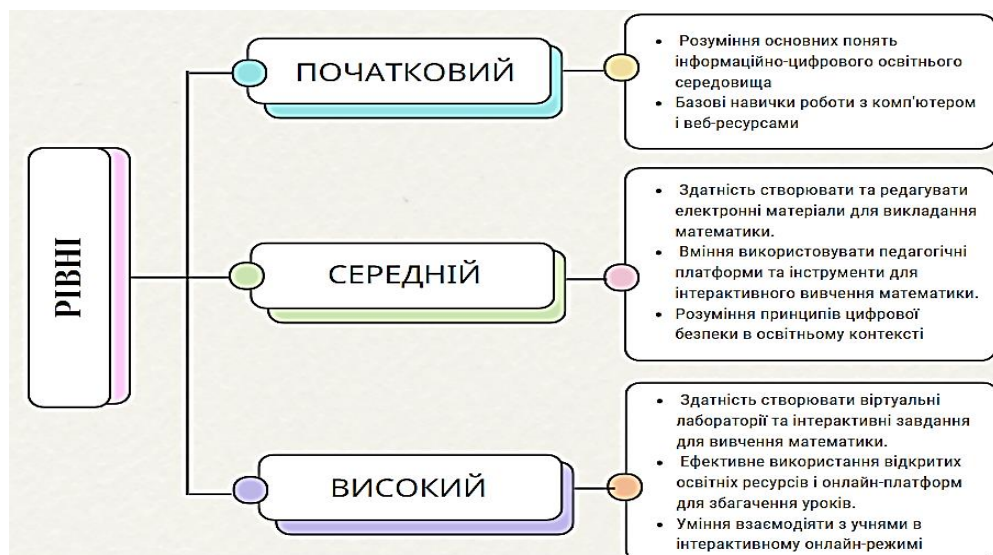 РІВНІ
ПОЧАТКОВИЙ
• Розуміння основних понять
інформаційно-цифрового освітнього
середовища
• Базові навички роботи з комп'ютером
і веб-ресурсами
СЕРЕДНІЙ
• Здатність створювати та редагувати
електронні матеріали для викладання
математики.
• Вміння використовувати педагогічні
платформи та інструменти для
інтерактивного вивчення математики.
• Розуміння принципів цифрової
безпеки в освітньому контексті
ВИСОКИЙ
• Здатність створювати віртуальні
лабораторії та інтерактивні завдання
для вивчення математики.
• Ефективне використання відкритих
освітніх ресурсів і онлайн-платформ
для збагачення уроків.
• Уміння взаємодіяти з учнями в
інтерактивному онлайн-режимі